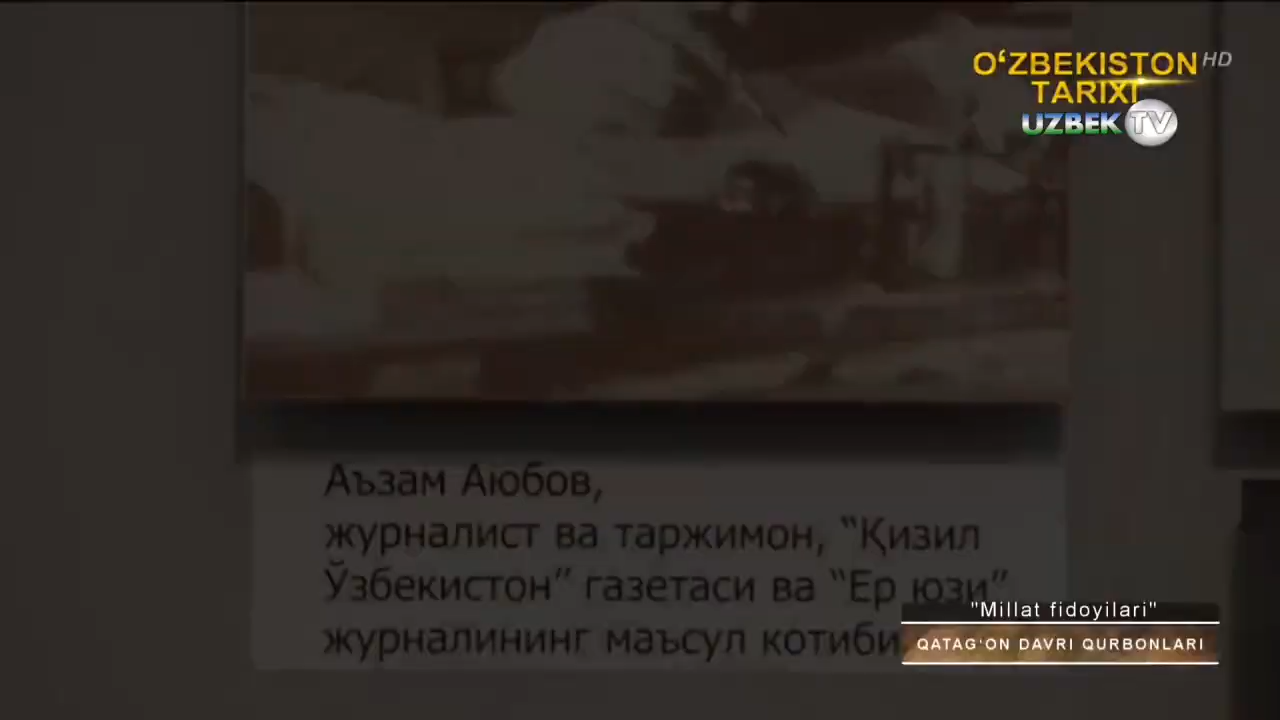 O‘ZBEKISTON HD
TARIXI
UZBEK TV
Аъзам Аюбов,
журналист ва таржимон, “Қизил
Ўзбекистон” газетаси ва “Ер юзи”
журналининг маъсул котиби
"Millat fidoyilari"
QATAG‘ON DAVRI QURBONLARI